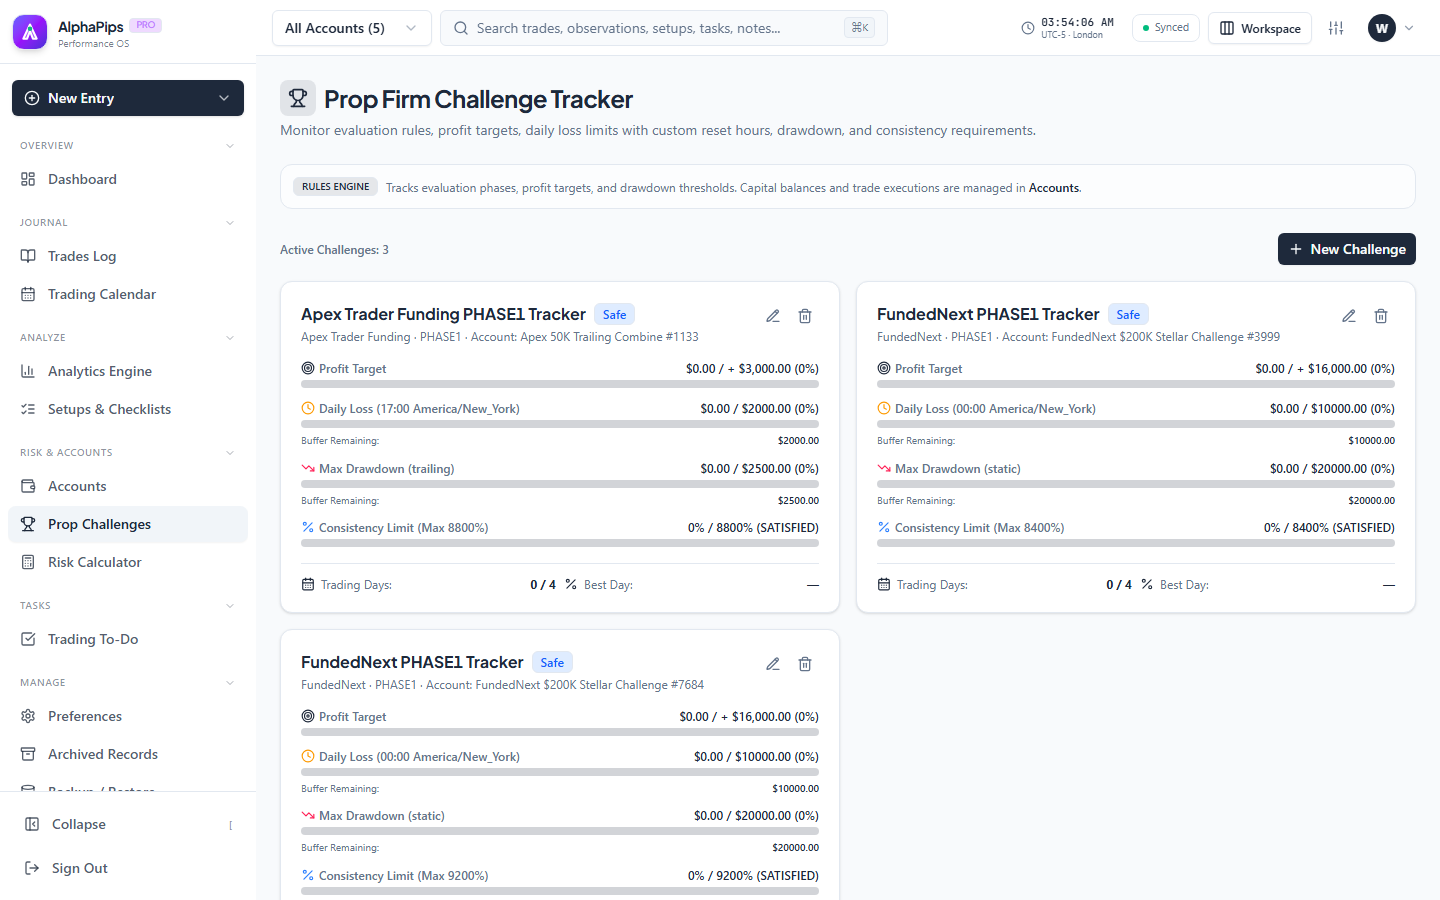 AlphaPips PRO
Performance OS
All Accounts (5)
Search trades, observations, setups, tasks, notes...
⌘K
03:54:06 AM
UTC-5 · London
Synced
Workspace
W
New Entry
OVERVIEW
Dashboard
JOURNAL
Trades Log
Trading Calendar
ANALYZE
Analytics Engine
Setups & Checklists
RISK & ACCOUNTS
Accounts
Prop Challenges
Risk Calculator
TASKS
Trading To-Do
MANAGE
Preferences
Archived Records
Backup / Restore
Collapse [
Sign Out
Prop Firm Challenge Tracker
Monitor evaluation rules, profit targets, daily loss limits with custom reset hours, drawdown, and consistency requirements.
RULES ENGINE Tracks evaluation phases, profit targets, and drawdown thresholds. Capital balances and trade executions are managed in Accounts.
Active Challenges: 3
New Challenge
Apex Trader Funding PHASE1 Tracker Safe
Apex Trader Funding · PHASE1 · Account: Apex 50K Trailing Combine #1133
Profit Target $0.00 / + $3,000.00 (0%)
Daily Loss (17:00 America/New_York) $0.00 / $2000.00 (0%)
Buffer Remaining: $2000.00
Max Drawdown (trailing) $0.00 / $2500.00 (0%)
Buffer Remaining: $2500.00
Consistency Limit (Max 8800%) 0% / 8800% (SATISFIED)
Trading Days: 0 / 4 Best Day: —
FundedNext PHASE1 Tracker Safe
FundedNext · PHASE1 · Account: FundedNext $200K Stellar Challenge #3999
Profit Target $0.00 / + $16,000.00 (0%)
Daily Loss (00:00 America/New_York) $0.00 / $10000.00 (0%)
Buffer Remaining: $10000.00
Max Drawdown (static) $0.00 / $20000.00 (0%)
Buffer Remaining: $20000.00
Consistency Limit (Max 8400%) 0% / 8400% (SATISFIED)
Trading Days: 0 / 4 Best Day: —
FundedNext PHASE1 Tracker Safe
FundedNext · PHASE1 · Account: FundedNext $200K Stellar Challenge #7684
Profit Target $0.00 / + $16,000.00 (0%)
Daily Loss (00:00 America/New_York) $0.00 / $10000.00 (0%)
Buffer Remaining: $10000.00
Max Drawdown (static) $0.00 / $20000.00 (0%)
Buffer Remaining: $20000.00
Consistency Limit (Max 9200%) 0% / 9200% (SATISFIED)